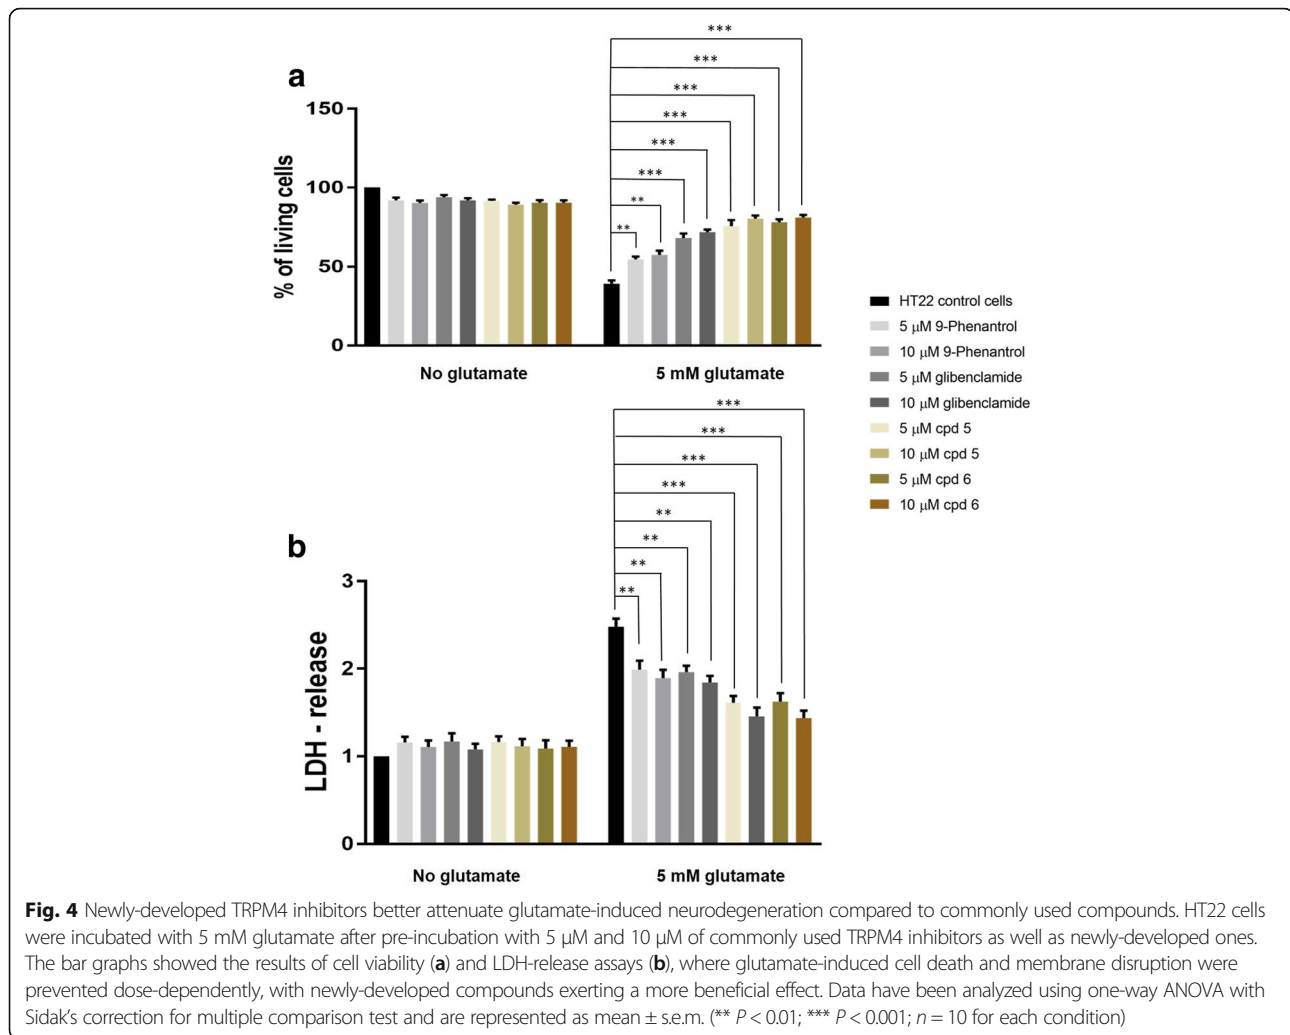 a
***
***
***
***
***
***
**
**
150
100
50
0
% of living cells
No glutamate
5 mM glutamate
HT22 control cells
5 µM 9-Phenantrol
10 µM 9-Phenantrol
5 µM glibenclamide
10 µM glibenclamide
5 µM cpd 5
10 µM cpd 5
5 µM cpd 6
10 µM cpd 6
b
***
***
***
***
**
**
**
**
3
2
1
0
LDH - release
No glutamate
5 mM glutamate
Fig. 4 Newly-developed TRPM4 inhibitors better attenuate glutamate-induced neurodegeneration compared to commonly used compounds. HT22 cells
were incubated with 5 mM glutamate after pre-incubation with 5 µM and 10 µM of commonly used TRPM4 inhibitors as well as newly-developed ones.
The bar graphs showed the results of cell viability (a) and LDH-release assays (b), where glutamate-induced cell death and membrane disruption were
prevented dose-dependently, with newly-developed compounds exerting a more beneficial effect. Data have been analyzed using one-way ANOVA with
Sidak's correction for multiple comparison test and are represented as mean ± s.e.m. (** P < 0.01; *** P < 0.001; n = 10 for each condition)